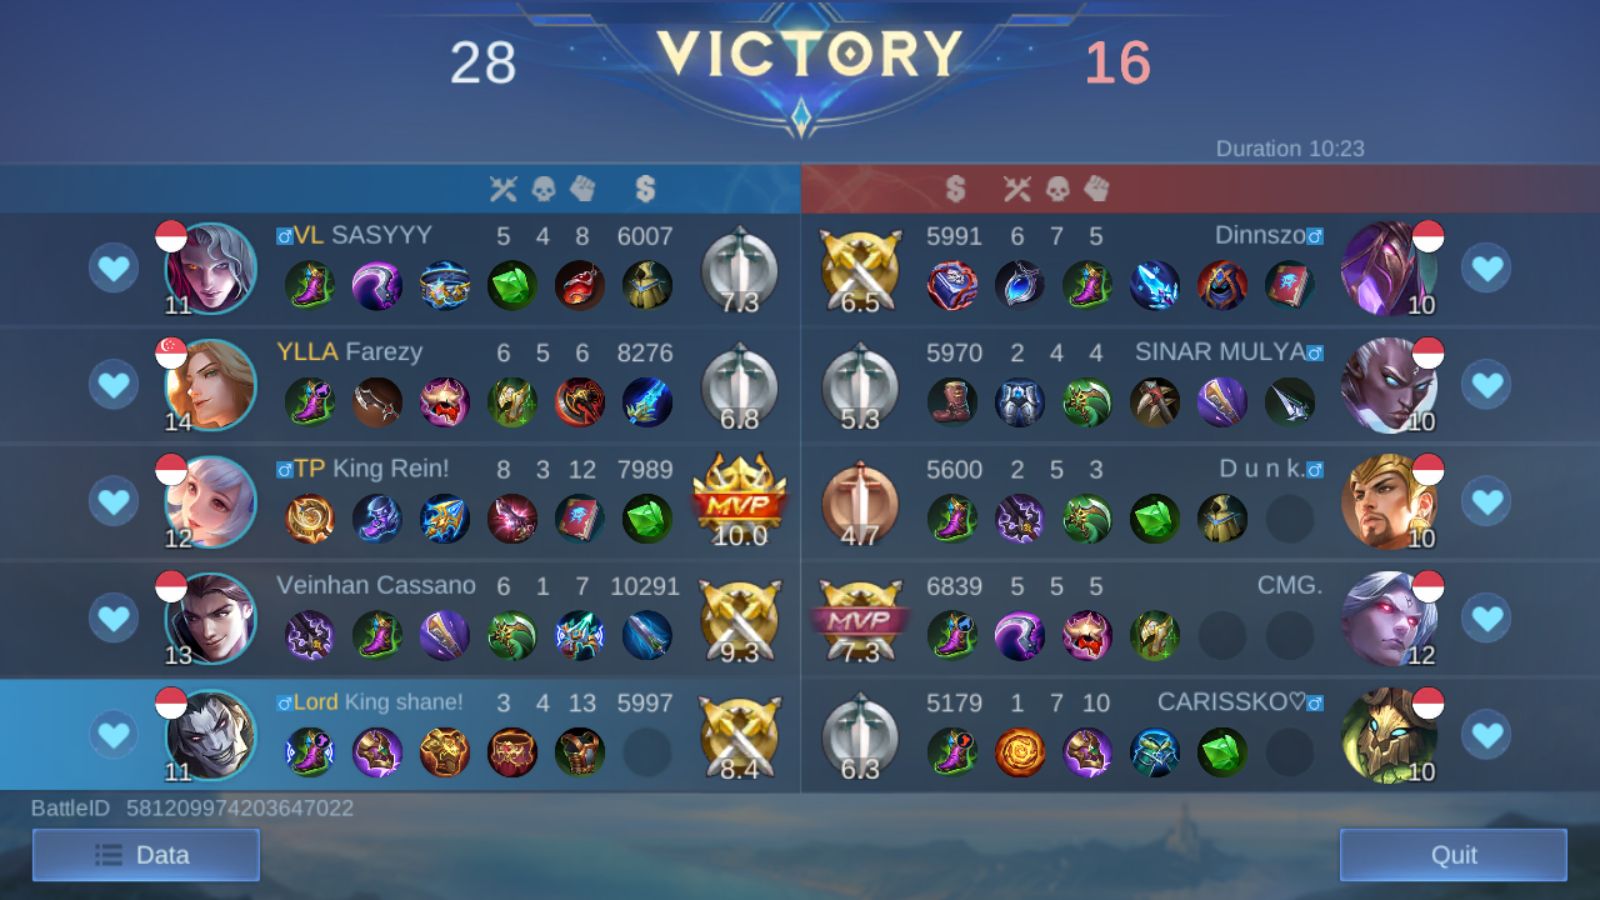 28 VICTORY 16
Duration 10:23
VL SASYYY 5 4 8 6007
11 7.3
5991 6 7 5 Dinnszo
6.5 10
YLLA Farezy 6 5 6 8276
14 6.8
5970 2 4 4 SINAR MULYA
5.3 10
TP King Rein! 8 3 12 7989
MVP
12 10.0
5600 2 5 3 D u n k.
4.7 10
Veinhan Cassano 6 1 7 10291
13 9.3
6839 5 5 5 CMG.
MVP
7.3 12
Lord King shane! 3 4 13 5997
11 8.4
5179 1 7 10 CARISSKO♡
6.3 10
BattleID 581209974203647022
Data
Quit